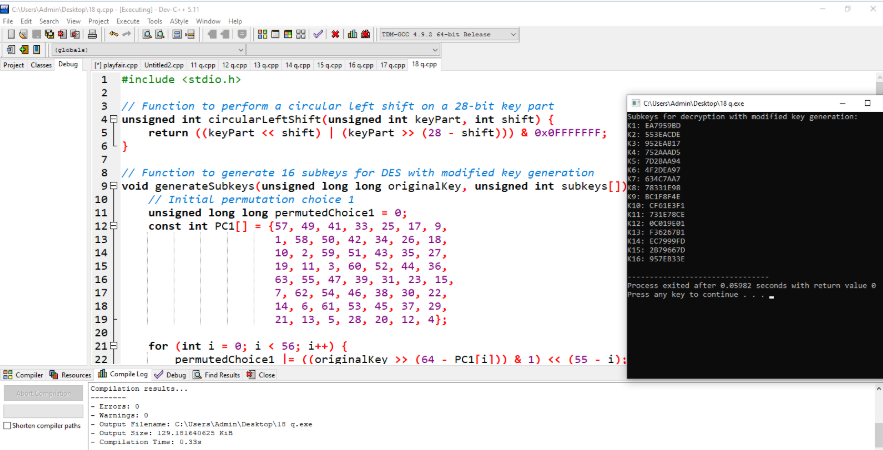 C:\Users\Admin\Desktop\18 q.cpp - [Executing] - Dev C++ 5.11
File Edit Search View Project Execute Tools AStyle Window Help
TDM-GCC 4.9.2 64-bit Release
(globals)
Project Classes Debug
[*] playfair.cpp Untitled2.cpp 11 q.cpp 12 q.cpp 13 q.cpp 14 q.cpp 15 q.cpp 16 q.cpp 17 q.cpp 18 q.cpp
1 #include <stdio.h>
2
3 // Function to perform a circular left shift on a 28-bit key part
4 unsigned int circularLeftShift(unsigned int keyPart, int shift) {
5 return ((keyPart << shift) | (keyPart >> (28 - shift))) & 0x0FFFFFFF;
6 }
7
8 // Function to generate 16 subkeys for DES with modified key generation
9 void generateSubkeys(unsigned long long originalKey, unsigned int subkeys[])
10 // Initial permutation choice 1
11 unsigned long long permutedChoice1 = 0;
12 const int PC1[] = {57, 49, 41, 33, 25, 17, 9,
13 1, 58, 50, 42, 34, 26, 18,
14 10, 2, 59, 51, 43, 35, 27,
15 19, 11, 3, 60, 52, 44, 36,
16 63, 55, 47, 39, 31, 23, 15,
17 7, 62, 54, 46, 38, 30, 22,
18 14, 6, 61, 53, 45, 37, 29,
19 21, 13, 5, 28, 20, 12, 4};
20
21 for (int i = 0; i < 56; i++) {
22 permutedChoice1 |= ((originalKey >> (64 - PC1[i])) & 1) << (55 - i);
C:\Users\Admin\Desktop\18 q.exe
Subkeys for decryption with modified key generation:
K1: EA7959BD
K2: 553EACDE
K3: 952EAB17
K4: 752AAAD5
K5: 7D2BAA94
K6: 4F2DEA97
K7: 634C7AA7
K8: 78331E9B
K9: BC1F8F4E
K10: CF61E3F1
K11: 731E78CE
K12: 0C019E01
K13: F3626781
K14: EC7999FD
K15: 2B79667D
K16: 957EB33E
--------------------------------
Process exited after 0.05982 seconds with return value 0
Press any key to continue . . .
Compiler Resources Compile Log Debug Find Results Close
Abort Compilation
Shorten compiler paths
Compilation results...
--------
- Errors: 0
- Warnings: 0
- Output Filename: C:\Users\Admin\Desktop\18 q.exe
- Output Size: 129.181640625 KiB
- Compilation Time: 0.33s